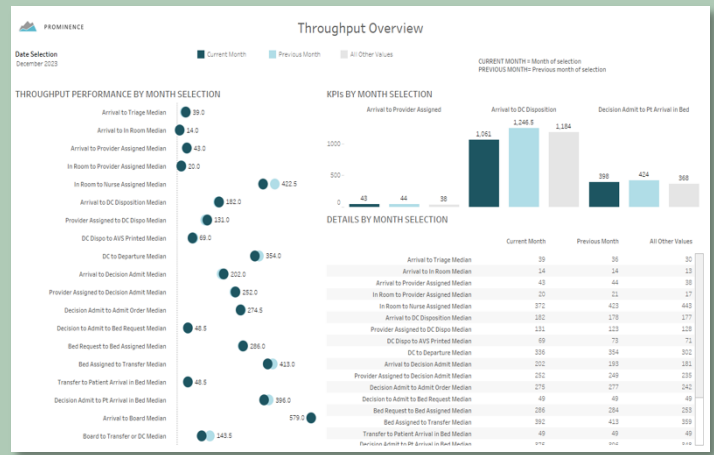 PROMINENCE
Throughput Overview
Date Selection
December 2023
Current Month
Previous Month
All Other Values
CURRENT MONTH = Month of selection
PREVIOUS MONTH= Previous month of selection
THROUGHPUT PERFORMANCE BY MONTH SELECTION
Arrival to Triage Median 39.0
Arrival to In Room Median 14.0
Arrival to Provider Assigned Median 43.0
In Room to Provider Assigned Median 20.0
In Room to Nurse Assigned Median 422.5
Arrival to DC Disposition Median 182.0
Provider Assigned to DC Dispo Median 131.0
DC Dispo to AVS Printed Median 69.0
DC to Departure Median 354.0
Arrival to Decision Admit Median 202.0
Provider Assigned to Decision Admit Median 252.0
Decision Admit to Admit Order Median 274.5
Decision to Admit to Bed Request Median 48.5
Bed Request to Bed Assigned Median 286.0
Bed Assigned to Transfer Median 413.0
Transfer to Patient Arrival in Bed Median 48.5
Decision Admit to Pt Arrival in Bed Median 396.0
Arrival to Board Median 579.0
Board to Transfer or DC Median 143.5
KPIs BY MONTH SELECTION
Arrival to Provider Assigned
Arrival to DC Disposition
Decision Admit to Pt Arrival in Bed
1000
500
0
43 44 38
1,061 1,246.5 1,184
398 424 368
DETAILS BY MONTH SELECTION
Current Month Previous Month All Other Values
Arrival to Triage Median 39 36 30
Arrival to In Room Median 14 14 13
Arrival to Provider Assigned Median 43 44 38
In Room to Provider Assigned Median 20 21 17
In Room to Nurse Assigned Median 372 423 443
Arrival to DC Disposition Median 182 178 177
Provider Assigned to DC Dispo Median 131 123 128
DC Dispo to AVS Printed Median 69 73 71
DC to Departure Median 336 354 302
Arrival to Decision Admit Median 202 193 181
Provider Assigned to Decision Admit Median 252 249 235
Decision Admit to Admit Order Median 275 277 242
Decision to Admit to Bed Request Median 49 49 49
Bed Request to Bed Assigned Median 286 284 253
Bed Assigned to Transfer Median 392 413 359
Transfer to Patient Arrival in Bed Median 49 49 49
Decision Admit to Pt Arrival in Bed Median